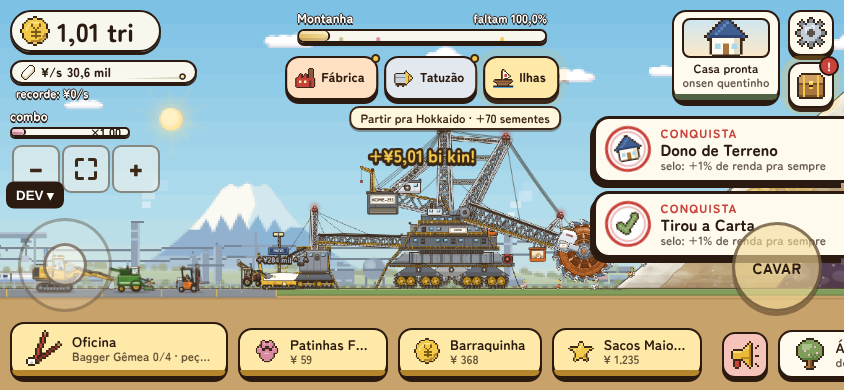 1,01 tri
¥/s 30,6 mil
recorde: ¥0/s
combo
×1,00
−
+
DEV ▾
Montanha
faltam 100,0%
Fábrica
Tatuzão
Ilhas
Partir pra Hokkaido · +70 sementes
+¥5,01 bi kin!
Casa pronta
onsen quentinho
!
CONQUISTA
Dono de Terreno
selo: +1% de renda pra sempre
CONQUISTA
Tirou a Carta
selo: +1% de renda pra sempre
CAVAR
Oficina
Bagger Gêmea 0/4 · peç...
Patinhas F...
¥ 59
Barraquinha
¥ 368
Sacos Maio...
¥ 1.235